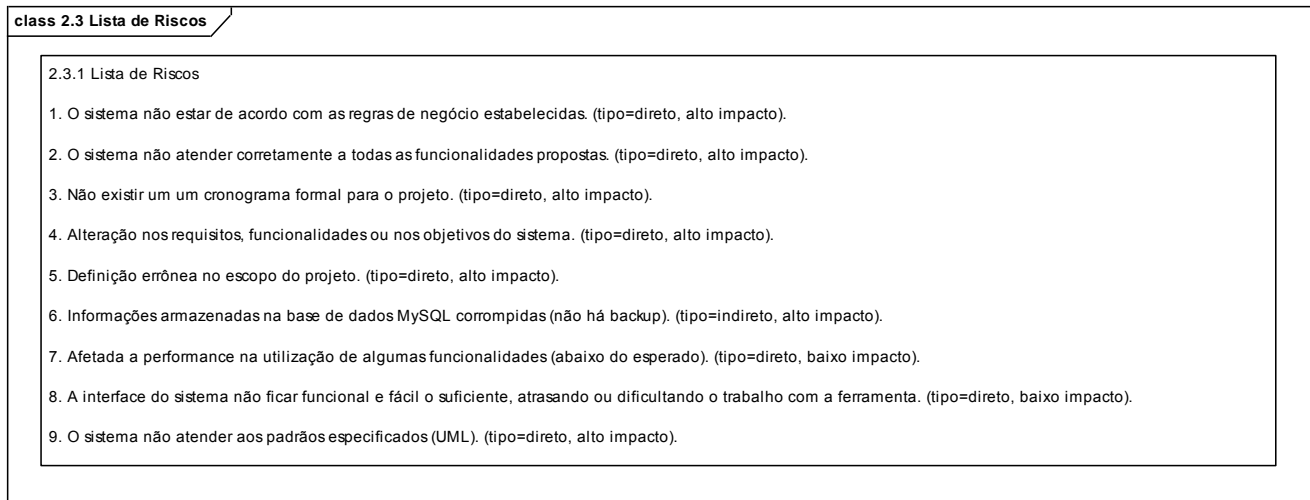 class 2.3 Lista de Riscos
2.3.1 Lista de Riscos
1. O sistema não estar de acordo com as regras de negócio estabelecidas. (tipo=direto, alto impacto).
2. O sistema não atender corretamente a todas as funcionalidades propostas. (tipo=direto, alto impacto).
3. Não existir um um cronograma formal para o projeto. (tipo=direto, alto impacto).
4. Alteração nos requisitos, funcionalidades ou nos objetivos do sistema. (tipo=direto, alto impacto).
5. Definição errônea no escopo do projeto. (tipo=direto, alto impacto).
6. Informações armazenadas na base de dados MySQL corrompidas (não há backup). (tipo=indireto, alto impacto).
7. Afetada a performance na utilização de algumas funcionalidades (abaixo do esperado). (tipo=direto, baixo impacto).
8. A interface do sistema não ficar funcional e fácil o suficiente, atrasando ou dificultando o trabalho com a ferramenta. (tipo=direto, baixo impacto).
9. O sistema não atender aos padrãos especificados (UML). (tipo=direto, alto impacto).